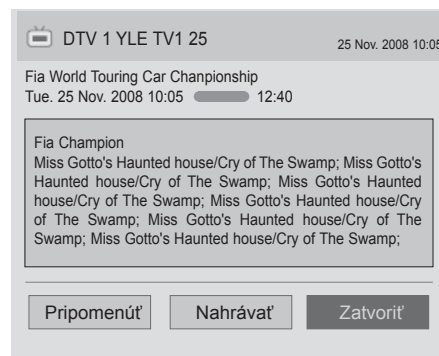 DTV 1 YLE TV1 25
25 Nov. 2008 10:05
Fia World Touring Car Chanpionship
Tue. 25 Nov. 2008 10:05 12:40
Fia Champion
Miss Gotto's Haunted house/Cry of The Swamp; Miss Gotto's
Haunted house/Cry of The Swamp; Miss Gotto's Haunted
house/Cry of The Swamp; Miss Gotto's Haunted house/Cry
of The Swamp; Miss Gotto's Haunted house/Cry of The
Swamp; Miss Gotto's Haunted house/Cry of The Swamp;
Pripomenúť Nahrávať Zatvoriť